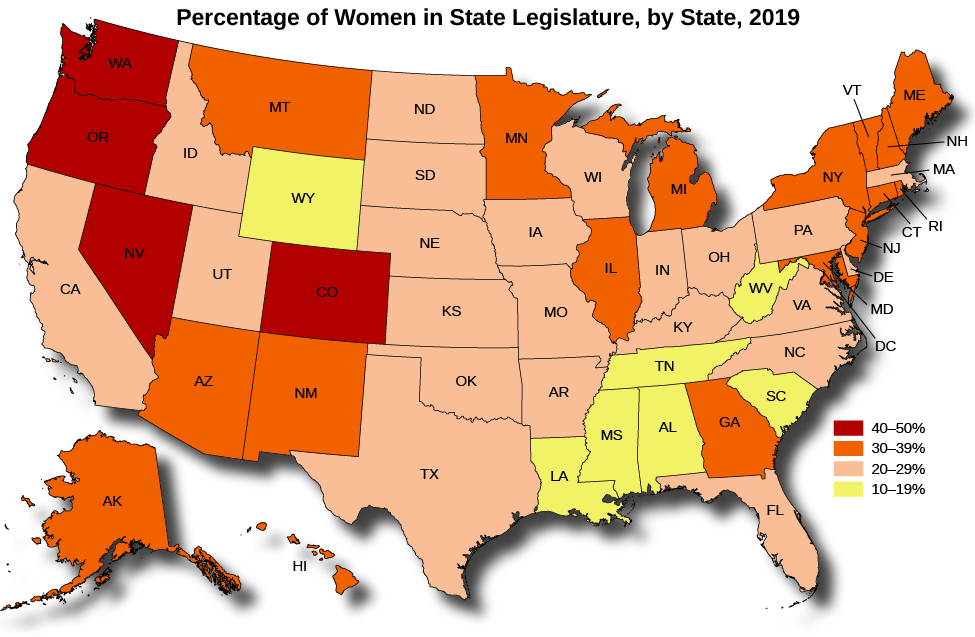 Percentage of Women in State Legislature, by State, 2019
WA
MT
ND
MN
VT
ME
OR
ID
SD
WI
MI
NY
NH
MA
WY
RI
CT
NV
UT
NE
IA
PA
NJ
CA
CO
KS
MO
IL
IN
OH
WV
VA
DE
MD
DC
KY
AZ
NM
OK
AR
TN
NC
SC
TX
LA
MS
AL
GA
FL
AK
HI
40–50%
30–39%
20–29%
10–19%